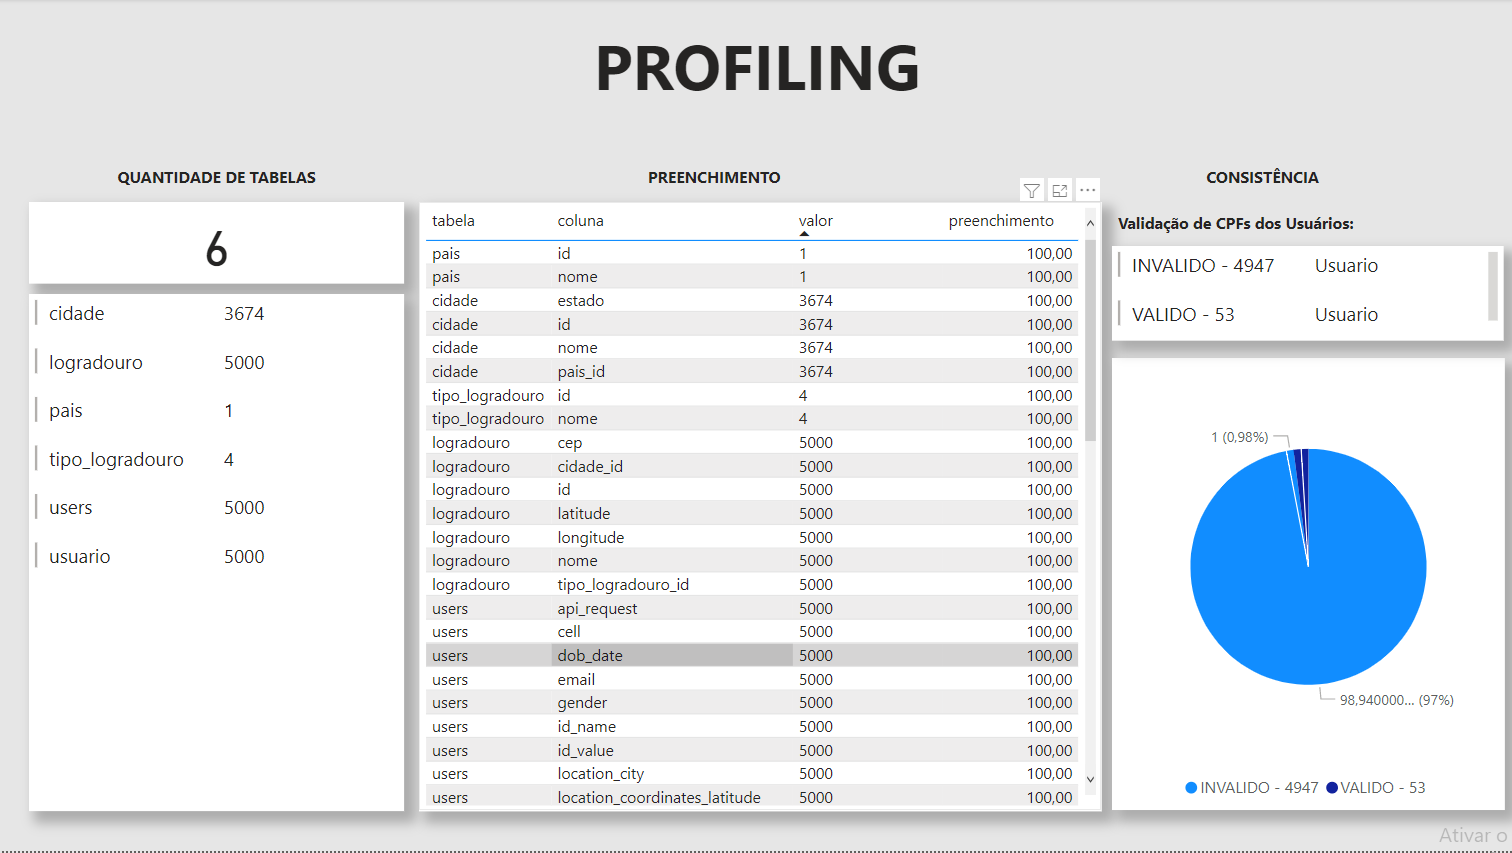 PROFILING
QUANTIDADE DE TABELAS
6
cidade 3674
logradouro 5000
pais 1
tipo_logradouro 4
users 5000
usuario 5000
PREENCHIMENTO
tabela coluna valor preenchimento
pais id 1 100,00
pais nome 1 100,00
cidade estado 3674 100,00
cidade id 3674 100,00
cidade nome 3674 100,00
cidade pais_id 3674 100,00
tipo_logradouro id 4 100,00
tipo_logradouro nome 4 100,00
logradouro cep 5000 100,00
logradouro cidade_id 5000 100,00
logradouro id 5000 100,00
logradouro latitude 5000 100,00
logradouro longitude 5000 100,00
logradouro nome 5000 100,00
logradouro tipo_logradouro_id 5000 100,00
users api_request 5000 100,00
users cell 5000 100,00
users dob_date 5000 100,00
users email 5000 100,00
users gender 5000 100,00
users id_name 5000 100,00
users id_value 5000 100,00
users location_city 5000 100,00
users location_coordinates_latitude 5000 100,00
CONSISTÊNCIA
Validação de CPFs dos Usuários:
INVALIDO - 4947 Usuario
VALIDO - 53 Usuario
1 (0,98%)
98,940000... (97%)
INVALIDO - 4947 VALIDO - 53
Ativar o